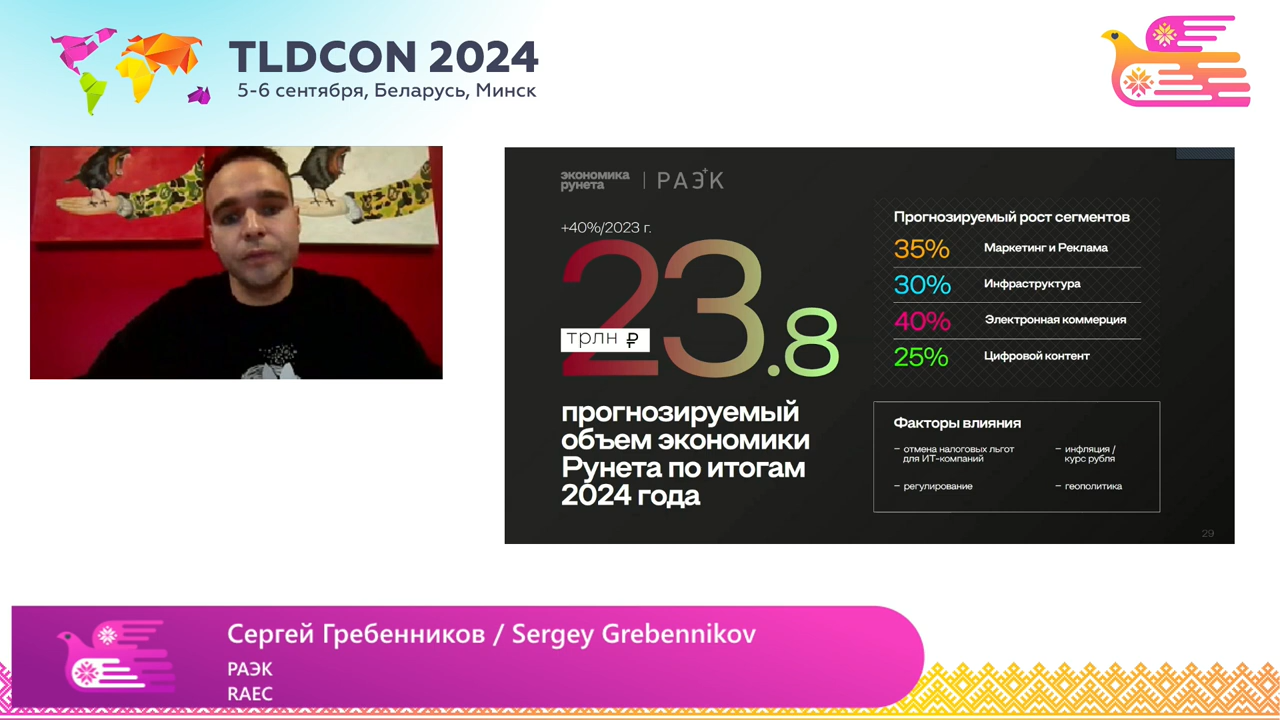 TLDCON 2024
5-6 сентября, Беларусь, Минск
экономика
рунета
РАЭК
+40%/2023 г.
23.8
трлн ₽
прогнозируемый
объем экономики
Рунета по итогам
2024 года
Прогнозируемый рост сегментов
35% Маркетинг и Реклама
30% Инфраструктура
40% Электронная коммерция
25% Цифровой контент
Факторы влияния
– отмена налоговых льгот
для ИТ-компаний
– регулирование
– инфляция /
курс рубля
– геополитика
29
Сергей Гребенников / Sergey Grebennikov
РАЭК
RAEC